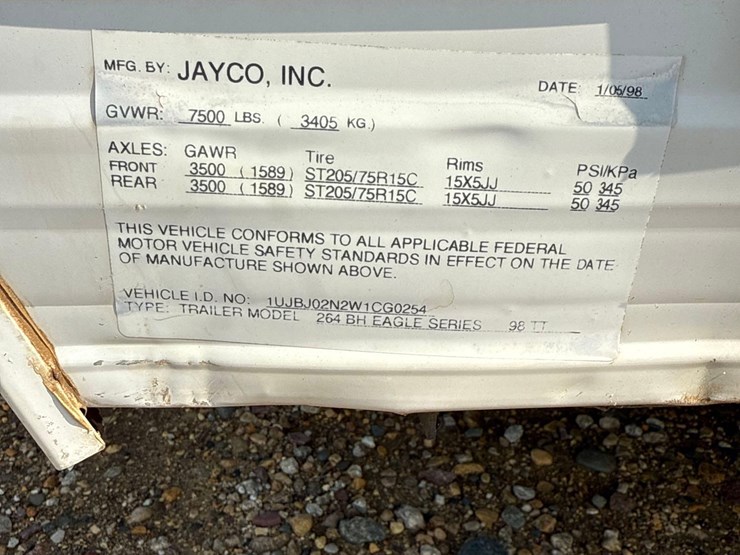 MFG. BY: JAYCO, INC. DATE: 1/05/98
GVWR: 7500 LBS. ( 3405 KG.)
AXLES: GAWR Tire Rims PSI/KPa
FRONT 3500 ( 1589) ST205/75R15C 15X5JJ 50 345
REAR 3500 ( 1589) ST205/75R15C 15X5JJ 50 345
THIS VEHICLE CONFORMS TO ALL APPLICABLE FEDERAL
MOTOR VEHICLE SAFETY STANDARDS IN EFFECT ON THE DATE
OF MANUFACTURE SHOWN ABOVE.
VEHICLE I.D. NO: 1UJBJ02N2W1CG0254
TYPE: TRAILER MODEL 264 BH EAGLE SERIES 98 TT